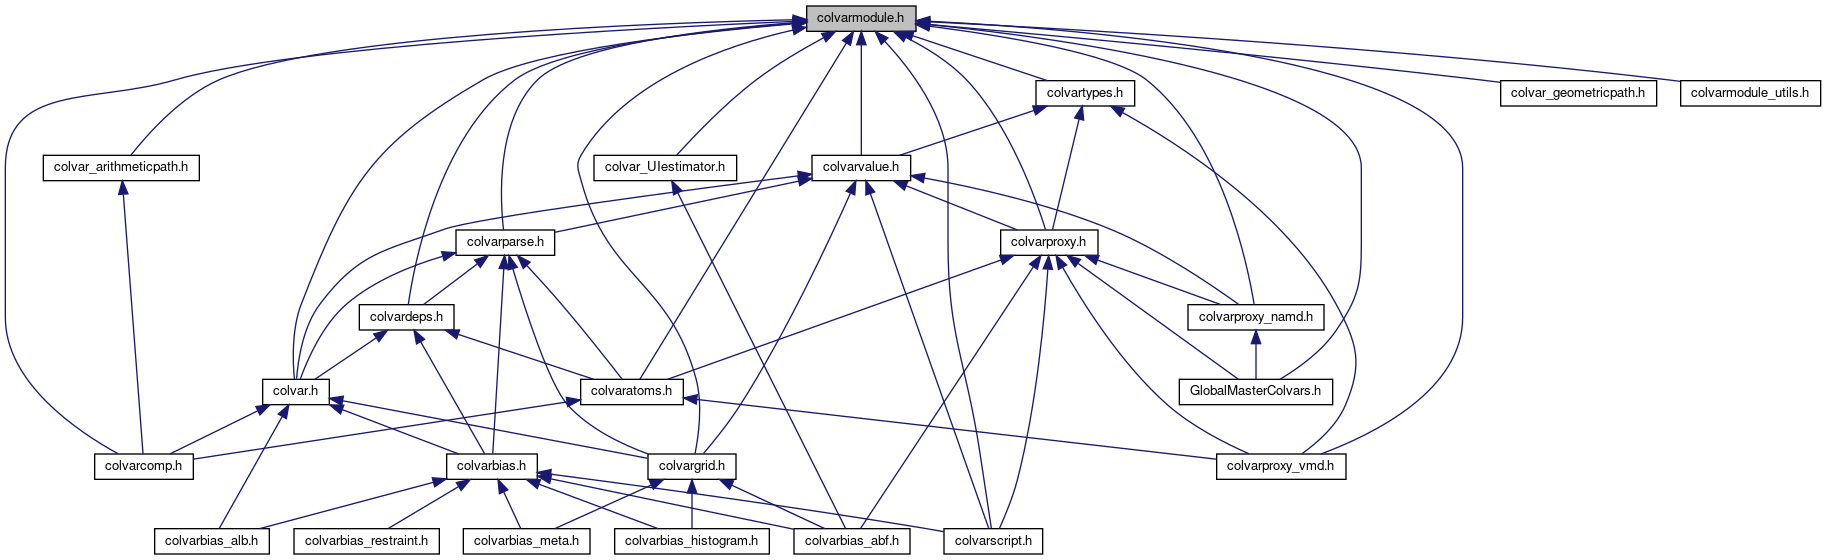 colvarmodule.h
colvartypes.h
colvar_geometricpath.h
colvarmodule_utils.h
colvar_arithmeticpath.h
colvar_UIestimator.h
colvarvalue.h
colvarparse.h
colvarproxy.h
colvardeps.h
colvarproxy_namd.h
colvar.h
colvaratoms.h
GlobalMasterColvars.h
colvarcomp.h
colvarbias.h
colvargrid.h
colvarproxy_vmd.h
colvarbias_alb.h
colvarbias_restraint.h
colvarbias_meta.h
colvarbias_histogram.h
colvarbias_abf.h
colvarscript.h